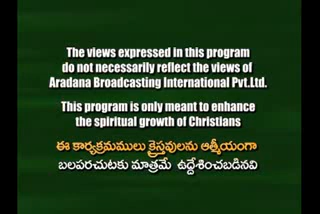 The views expressed in this program
do not necessarily reflect the views of
Aradana Broadcasting International Pvt.Ltd.
This program is only meant to enhance
the spiritual growth of Christians
ఈ కార్యక్రమములు క్రైస్తవులను ఆత్మీయంగా
బలపరచుటకు మాత్రమే ఉద్దేశించబడినవి